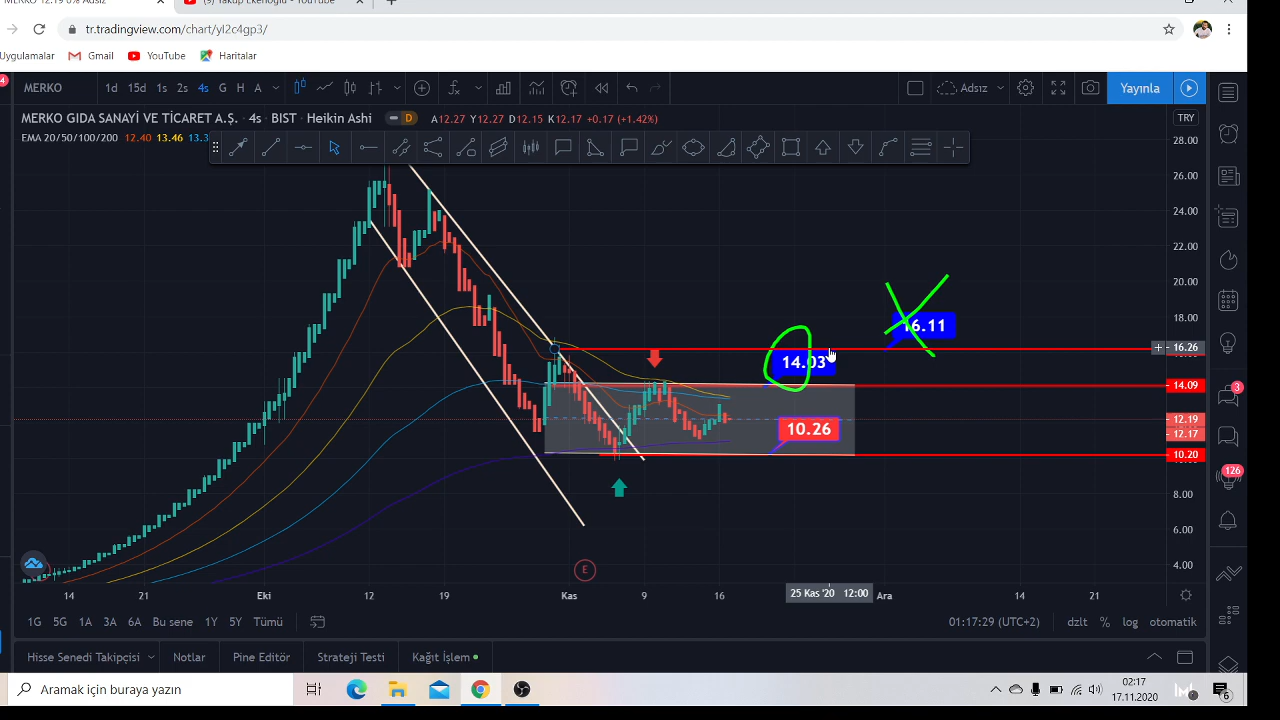 MERKO 12.19 0% Adsız
(9) Yakup Ekenoğlu - YouTube
tr.tradingview.com/chart/yl2c4gp3/
Uygulamalar Gmail YouTube Haritalar
MERKO 1d 15d 1s 2s 4s G H A Adsız Yayınla
MERKO GIDA SANAYİ VE TİCARET A.Ş. · 4s · BIST · Heikin Ashi D A12.27 Y12.27 D12.15 K12.17 +0.17 (+1.42%)
TRY
EMA 20/50/100/200 12.40 13.46
28.00
26.00
24.00
22.00
20.00
18.00
16.11
16.26
14.03
14.09
12.19
10.26
12.17
10.20
8.00
6.00
4.00
E
25 Kas '20 12:00
14 21 Eki 12 19 Kas 9 16 Ara 14 21
1G 5G 1A 3A 6A Bu sene 1Y 5Y Tümü 01:17:29 (UTC+2) dzlt % log otomatik
Hisse Senedi Takipçisi Notlar Pine Editör Strateji Testi Kağıt İşlem
3
126
Aramak için buraya yazın
02:17
17.11.2020
6